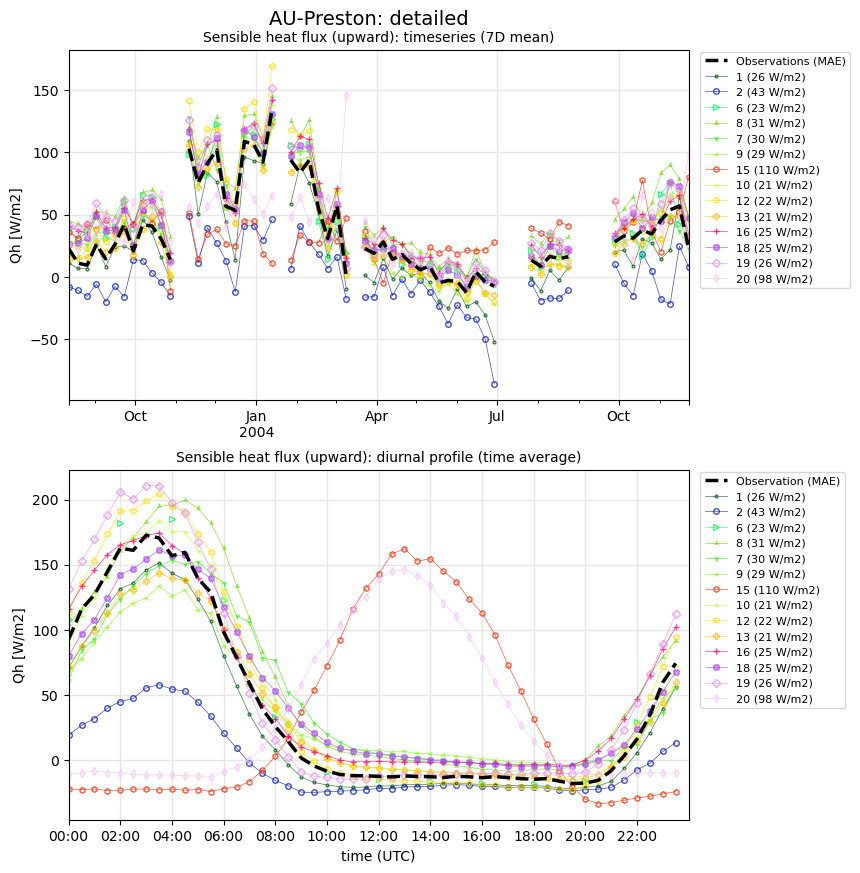 AU-Preston: detailed
Sensible heat flux (upward): timeseries (7D mean)
Qh [W/m2]
150
100
50
0
−50
Oct
Jan
2004
Apr
Jul
Oct
Observations (MAE)
1 (26 W/m2)
2 (43 W/m2)
6 (23 W/m2)
8 (31 W/m2)
7 (30 W/m2)
9 (29 W/m2)
15 (110 W/m2)
10 (21 W/m2)
12 (22 W/m2)
13 (21 W/m2)
16 (25 W/m2)
18 (25 W/m2)
19 (26 W/m2)
20 (98 W/m2)
Sensible heat flux (upward): diurnal profile (time average)
Qh [W/m2]
200
150
100
50
0
00:00
02:00
04:00
06:00
08:00
10:00
12:00
14:00
16:00
18:00
20:00
22:00
time (UTC)
Observation (MAE)
1 (26 W/m2)
2 (43 W/m2)
6 (23 W/m2)
8 (31 W/m2)
7 (30 W/m2)
9 (29 W/m2)
15 (110 W/m2)
10 (21 W/m2)
12 (22 W/m2)
13 (21 W/m2)
16 (25 W/m2)
18 (25 W/m2)
19 (26 W/m2)
20 (98 W/m2)